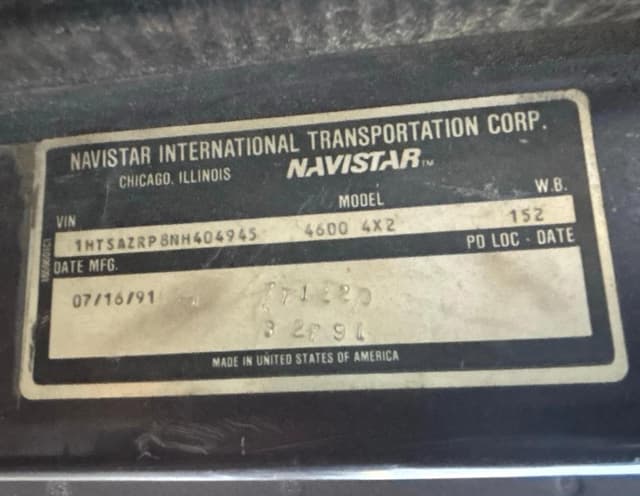 NAVISTAR INTERNATIONAL TRANSPORTATION CORP.
CHICAGO, ILLINOIS NAVISTAR™
VIN MODEL W.B.
1HTSAZRP8NH404945 4600 4X2 152
DATE MFG. PD LOC - DATE
07/16/91
MADE IN UNITED STATES OF AMERICA